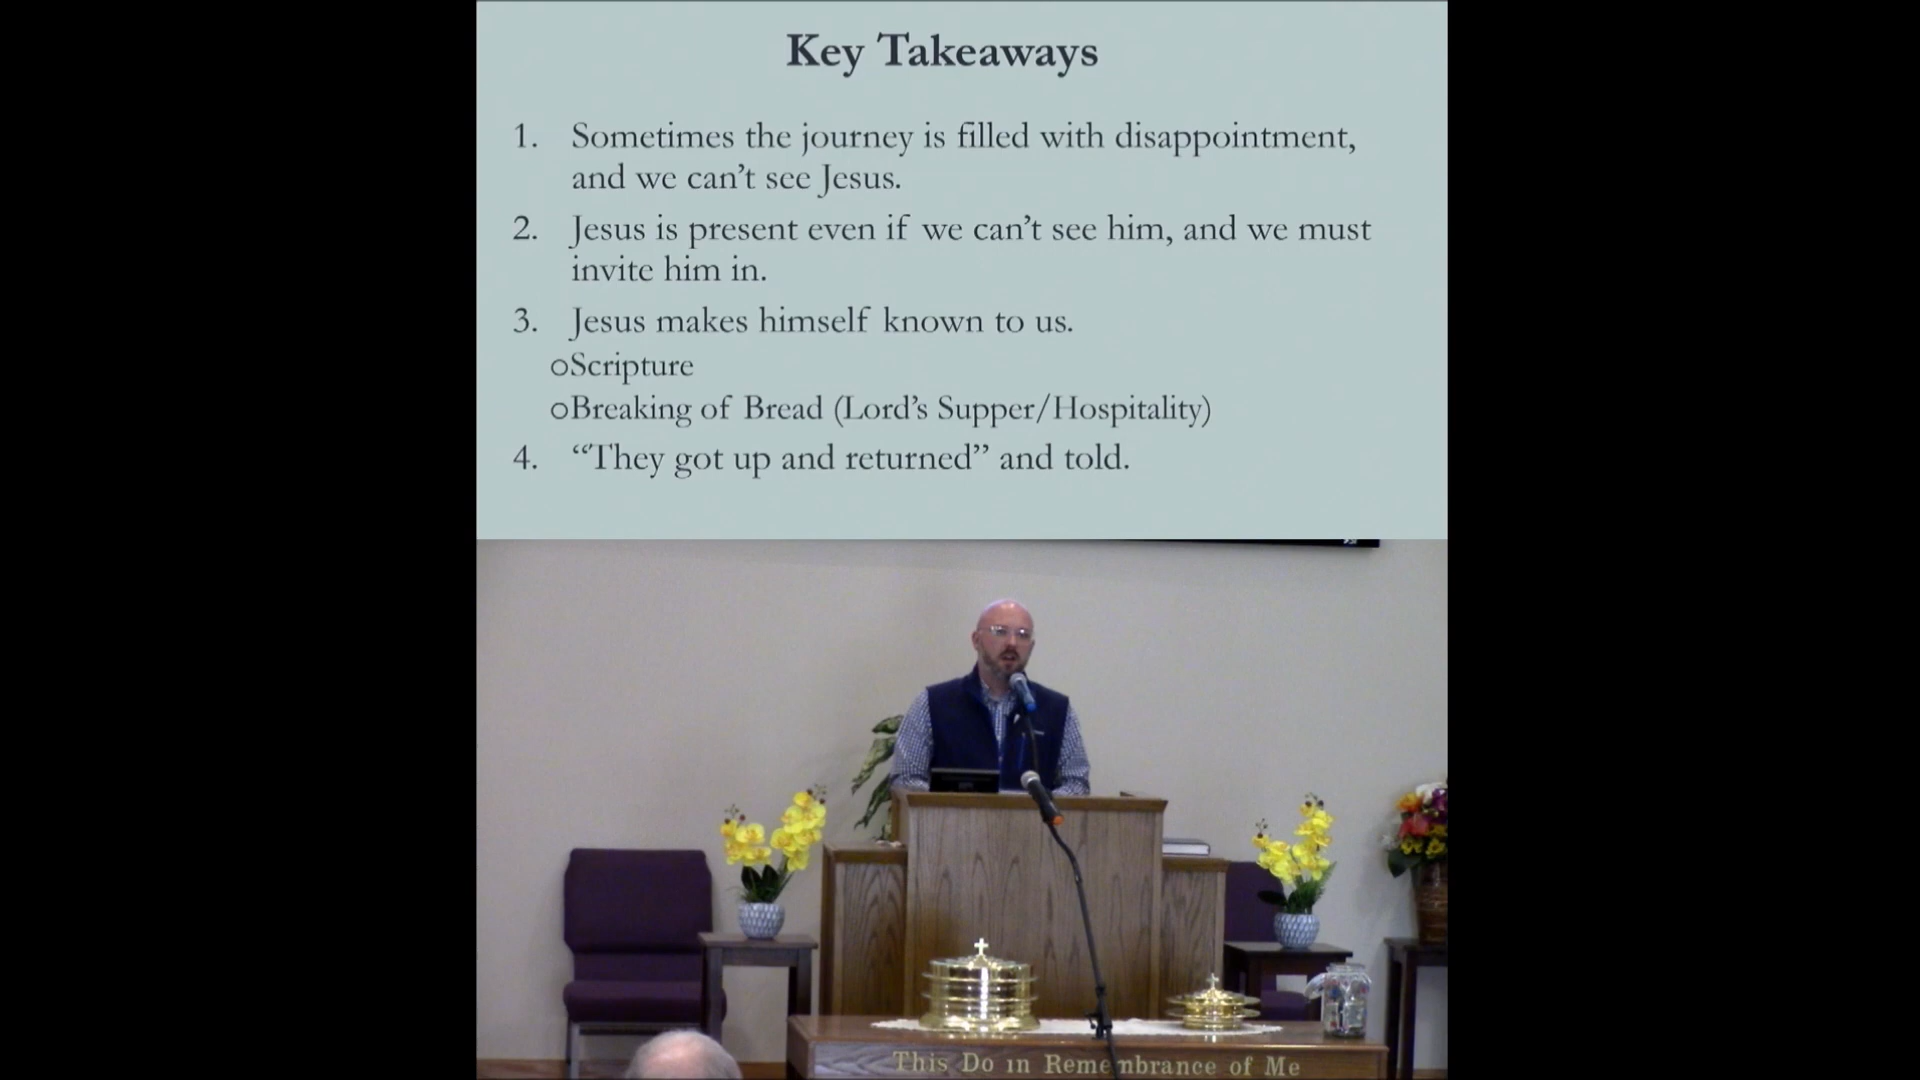 Key Takeaways
1. Sometimes the journey is filled with disappointment,
and we can't see Jesus.
2. Jesus is present even if we can't see him, and we must
invite him in.
3. Jesus makes himself known to us.
oScripture
oBreaking of Bread (Lord's Supper/Hospitality)
4. “They got up and returned” and told.
This Do in Remembrance of Me